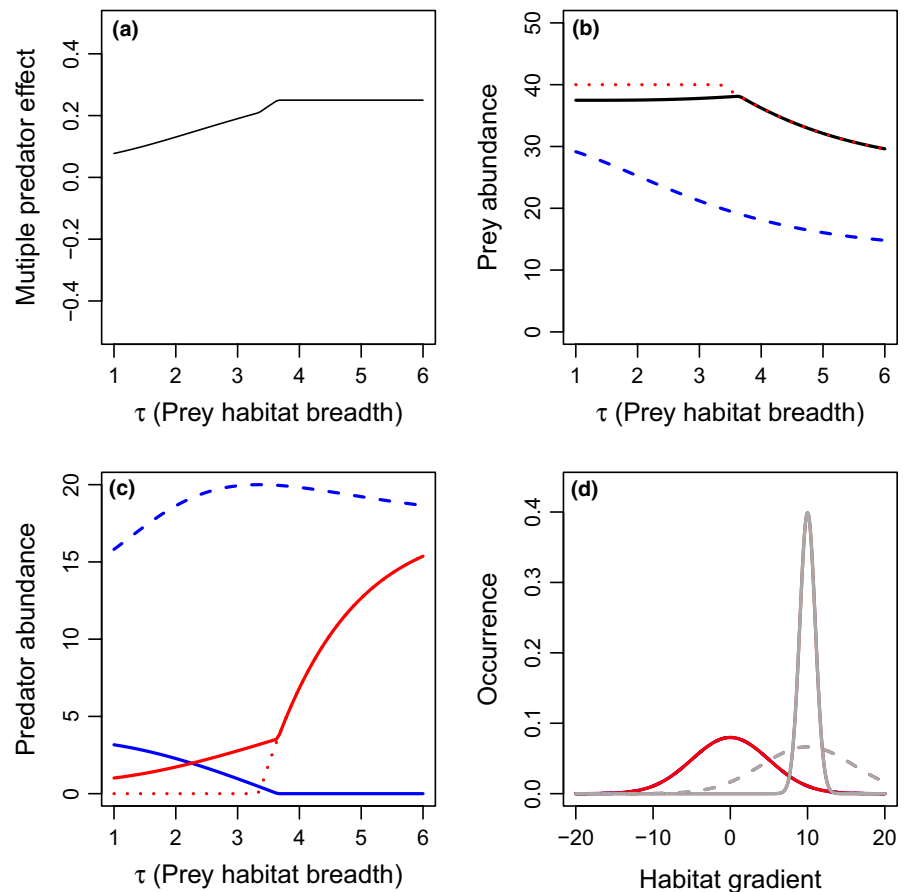 (a)
Mutiple predator effect
0.4
0.2
0.0
−0.2
−0.4
1 2 3 4 5 6
τ (Prey habitat breadth)
(b)
Prey abundance
50
40
30
20
10
0
1 2 3 4 5 6
τ (Prey habitat breadth)
(c)
Predator abundance
20
15
10
5
0
1 2 3 4 5 6
τ (Prey habitat breadth)
(d)
Occurrence
0.4
0.3
0.2
0.1
0.0
−20 −10 0 10 20
Habitat gradient